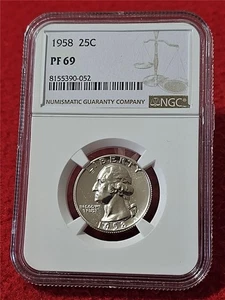 1958 25C
PF 69
8155390-052
NUMISMATIC GUARANTY COMPANY
NGC
LIBERTY
IN GOD WE
TRUST
1958